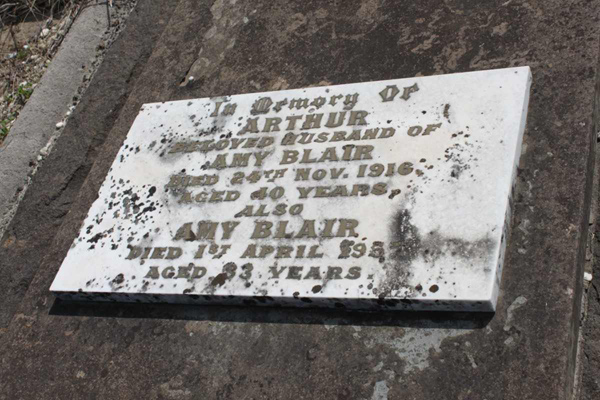 In Memory Of
ARTHUR
BELOVED HUSBAND OF
AMY BLAIR
DIED 24TH NOV. 1916.
AGED 40 YEARS,
ALSO
AMY BLAIR
DIED 1ST APRIL
AGED YEARS.